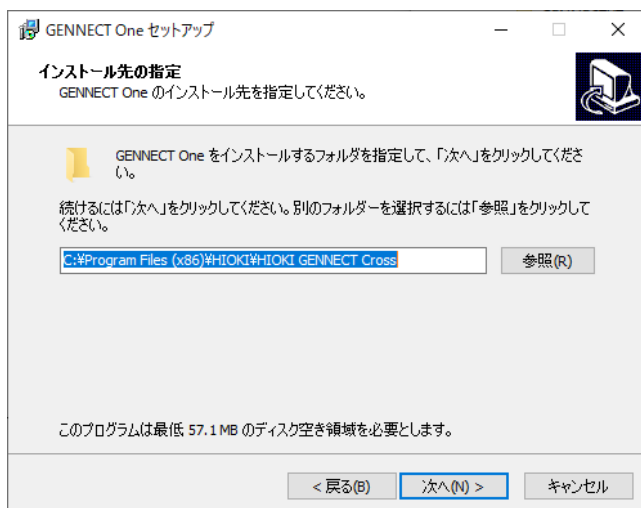 GENNECT One セットアップ
インストール先の指定
GENNECT One のインストール先を指定してください。
GENNECT One をインストールするフォルダを指定して、「次へ」をクリックしてくださ
い。
続けるには「次へ」をクリックしてください。別のフォルダーを選択するには「参照」をクリックして
ください。
C:¥Program Files (x86)¥HIOKI¥HIOKI GENNECT Cross
参照(R)
このプログラムは最低 57.1 MB のディスク空き領域を必要とします。
< 戻る(B)
次へ(N) >
キャンセル